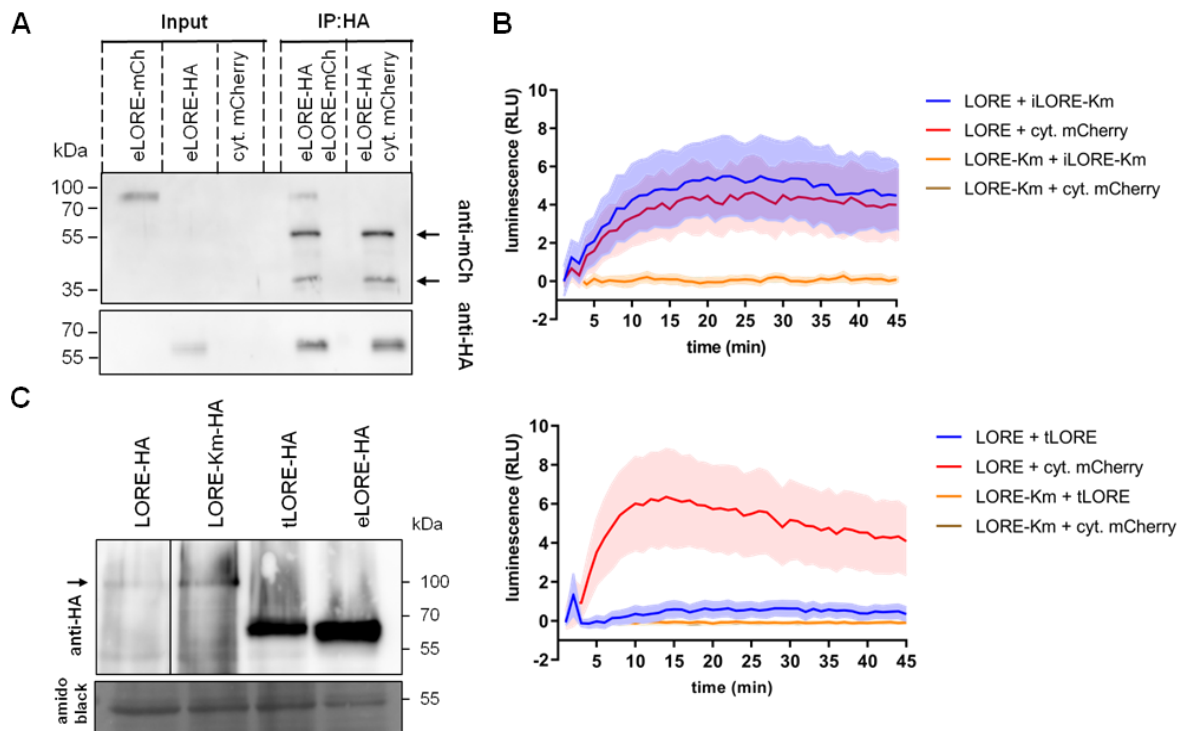 A
Input
IP:HA
eLORE-mCh
eLORE-HA
cyt. mCherry
eLORE-HA
eLORE-mCh
eLORE-HA
cyt. mCherry
kDa
100
70
55
35
anti-mCh
70
55
anti-HA
B
luminescence (RLU)
10
8
6
4
2
0
-2
5 10 15 20 25 30 35 40 45
time (min)
LORE + iLORE-Km
LORE + cyt. mCherry
LORE-Km + iLORE-Km
LORE-Km + cyt. mCherry
C
LORE-HA
LORE-Km-HA
tLORE-HA
eLORE-HA
kDa
anti-HA
100
70
55
amido
black
55
luminescence (RLU)
10
8
6
4
2
0
-2
5 10 15 20 25 30 35 40 45
time (min)
LORE + tLORE
LORE + cyt. mCherry
LORE-Km + tLORE
LORE-Km + cyt. mCherry